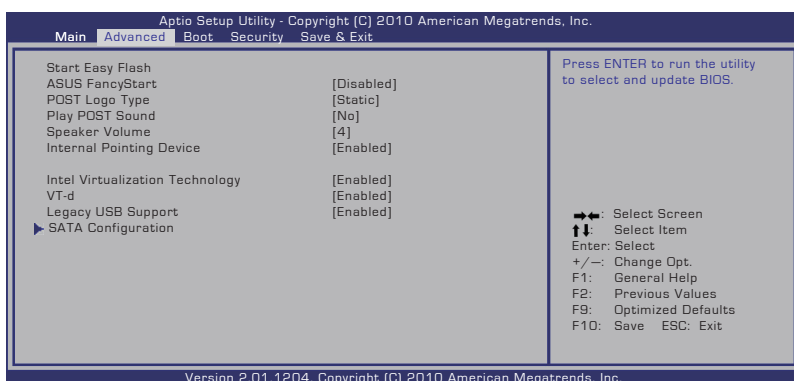 Aptio Setup Utility - Copyright (C) 2010 American Megatrends, Inc.
Main Advanced Boot Security Save & Exit
Start Easy Flash
ASUS FancyStart [Disabled]
POST Logo Type [Static]
Play POST Sound [No]
Speaker Volume [4]
Internal Pointing Device [Enabled]
Intel Virtualization Technology [Enabled]
VT-d [Enabled]
Legacy USB Support [Enabled]
SATA Configuration
Press ENTER to run the utility
to select and update BIOS.
→←: Select Screen
↑↓: Select Item
Enter: Select
+/—: Change Opt.
F1: General Help
F2: Previous Values
F9: Optimized Defaults
F10: Save ESC: Exit
Version 2.01.1204. Copyright (C) 2010 American Megatrends, Inc.